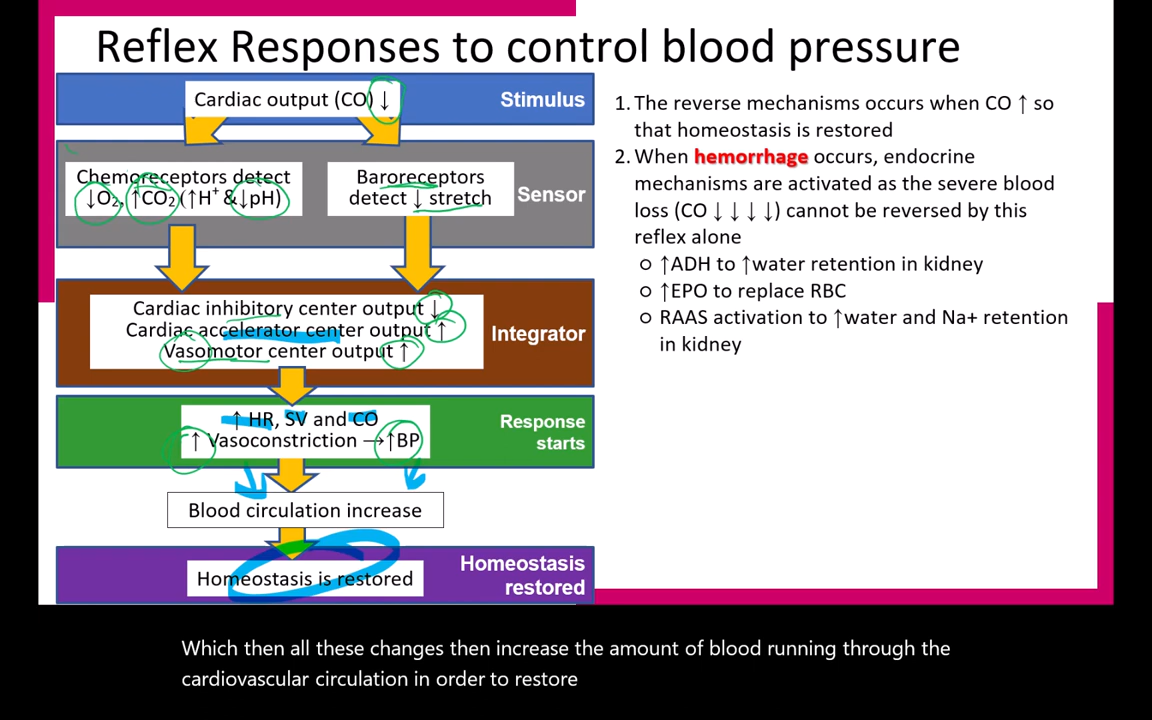 Reflex Responses to control blood pressure
Cardiac output (CO) ↓
Stimulus
Chemoreceptors detect
↓O₂, ↑CO₂ (↑H⁺ &↓pH)
Baroreceptors
detect ↓ stretch
Sensor
Cardiac inhibitory center output ↓
Cardiac accelerator center output ↑
Vasomotor center output ↑
Integrator
↑ HR, SV and CO
↑ Vasoconstriction →↑BP
Response
starts
Blood circulation increase
Homeostasis is restored
Homeostasis
restored
1. The reverse mechanisms occurs when CO ↑ so
that homeostasis is restored
2. When hemorrhage occurs, endocrine
mechanisms are activated as the severe blood
loss (CO ↓ ↓ ↓ ↓) cannot be reversed by this
reflex alone
○ ↑ADH to ↑water retention in kidney
○ ↑EPO to replace RBC
○ RAAS activation to ↑water and Na+ retention
in kidney
Which then all these changes then increase the amount of blood running through the
cardiovascular circulation in order to restore